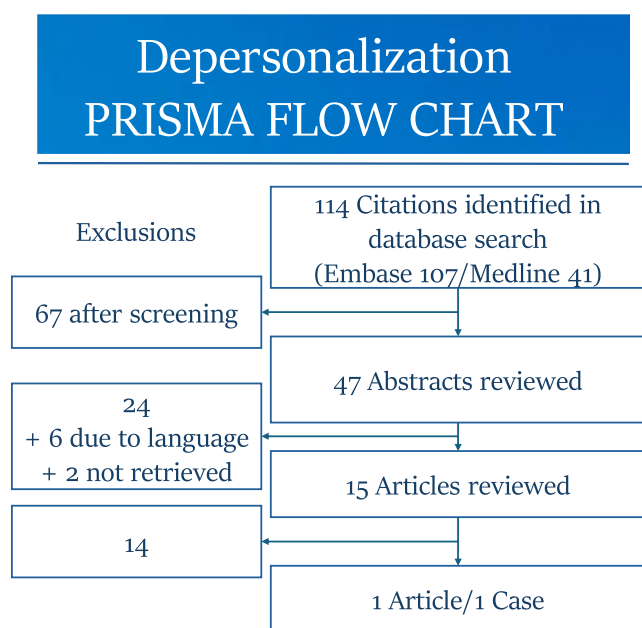 Depersonalization
PRISMA FLOW CHART
Exclusions
114 Citations identified in
database search
(Embase 107/Medline 41)
67 after screening
47 Abstracts reviewed
24
+ 6 due to language
+ 2 not retrieved
15 Articles reviewed
14
1 Article/1 Case